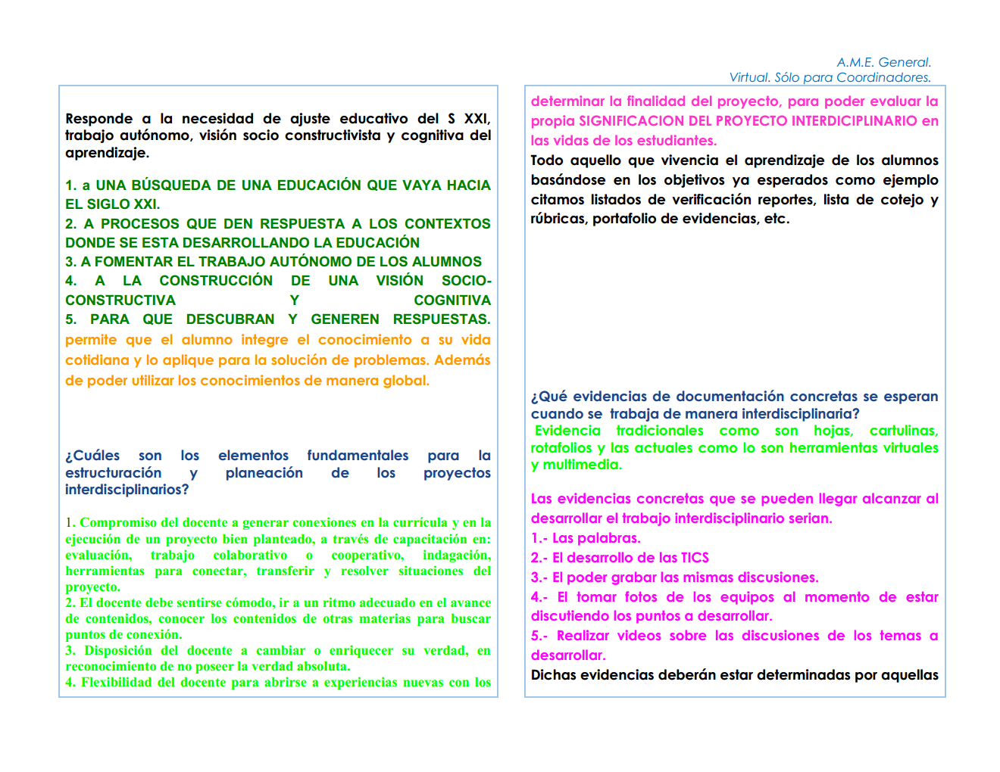 A.M.E. General.
Virtual. Sólo para Coordinadores.
Responde a la necesidad de ajuste educativo del S XXI,
trabajo autónomo, visión socio constructivista y cognitiva del
aprendizaje.
1. a UNA BÚSQUEDA DE UNA EDUCACIÓN QUE VAYA HACIA
EL SIGLO XXI.
2. A PROCESOS QUE DEN RESPUESTA A LOS CONTEXTOS
DONDE SE ESTA DESARROLLANDO LA EDUCACIÓN
3. A FOMENTAR EL TRABAJO AUTÓNOMO DE LOS ALUMNOS
4. A LA CONSTRUCCIÓN DE UNA VISIÓN SOCIO-
CONSTRUCTIVA Y COGNITIVA
5. PARA QUE DESCUBRAN Y GENEREN RESPUESTAS.
permite que el alumno integre el conocimiento a su vida
cotidiana y lo aplique para la solución de problemas. Además
de poder utilizar los conocimientos de manera global.
¿Cuáles son los elementos fundamentales para la
estructuración y planeación de los proyectos
interdisciplinarios?
1. Compromiso del docente a generar conexiones en la currícula y en la
ejecución de un proyecto bien planteado, a través de capacitación en:
evaluación, trabajo colaborativo o cooperativo, indagación,
herramientas para conectar, transferir y resolver situaciones del
proyecto.
2. El docente debe sentirse cómodo, ir a un ritmo adecuado en el avance
de contenidos, conocer los contenidos de otras materias para buscar
puntos de conexión.
3. Disposición del docente a cambiar o enriquecer su verdad, en
reconocimiento de no poseer la verdad absoluta.
4. Flexibilidad del docente para abrirse a experiencias nuevas con los
determinar la finalidad del proyecto, para poder evaluar la
propia SIGNIFICACION DEL PROYECTO INTERDICIPLINARIO en
las vidas de los estudiantes.
Todo aquello que vivencia el aprendizaje de los alumnos
basándose en los objetivos ya esperados como ejemplo
citamos listados de verificación reportes, lista de cotejo y
rúbricas, portafolio de evidencias, etc.
¿Qué evidencias de documentación concretas se esperan
cuando se trabaja de manera interdisciplinaria?
Evidencia tradicionales como son hojas, cartulinas,
rotafolios y las actuales como lo son herramientas virtuales
y multimedia.
Las evidencias concretas que se pueden llegar alcanzar al
desarrollar el trabajo interdisciplinario serian.
1.- Las palabras.
2.- El desarrollo de las TICS
3.- El poder grabar las mismas discusiones.
4.- El tomar fotos de los equipos al momento de estar
discutiendo los puntos a desarrollar.
5.- Realizar videos sobre las discusiones de los temas a
desarrollar.
Dichas evidencias deberán estar determinadas por aquellas